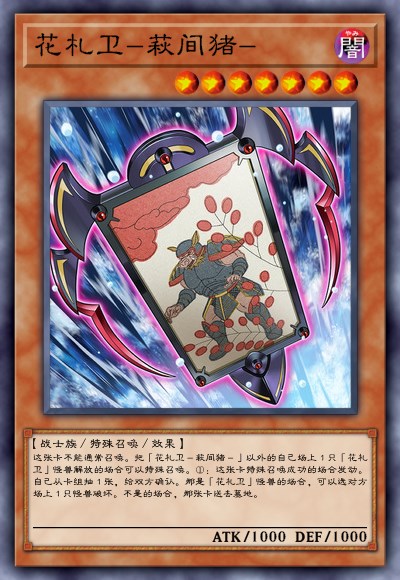 花札卫－萩间猪－
やみ
闇
【战士族／特殊召唤／效果】
这张卡不能通常召唤。把「花札卫－萩间猪－」以外的自己场上1只「花札
卫」怪兽解放的场合可以特殊召唤。①：这张卡特殊召唤成功的场合发动。
自己从卡组抽1张，给双方确认。那是「花札卫」怪兽的场合，可以选对方
场上1只怪兽破坏。不是的场合，那张卡送去墓地。
ATK/1000 DEF/1000